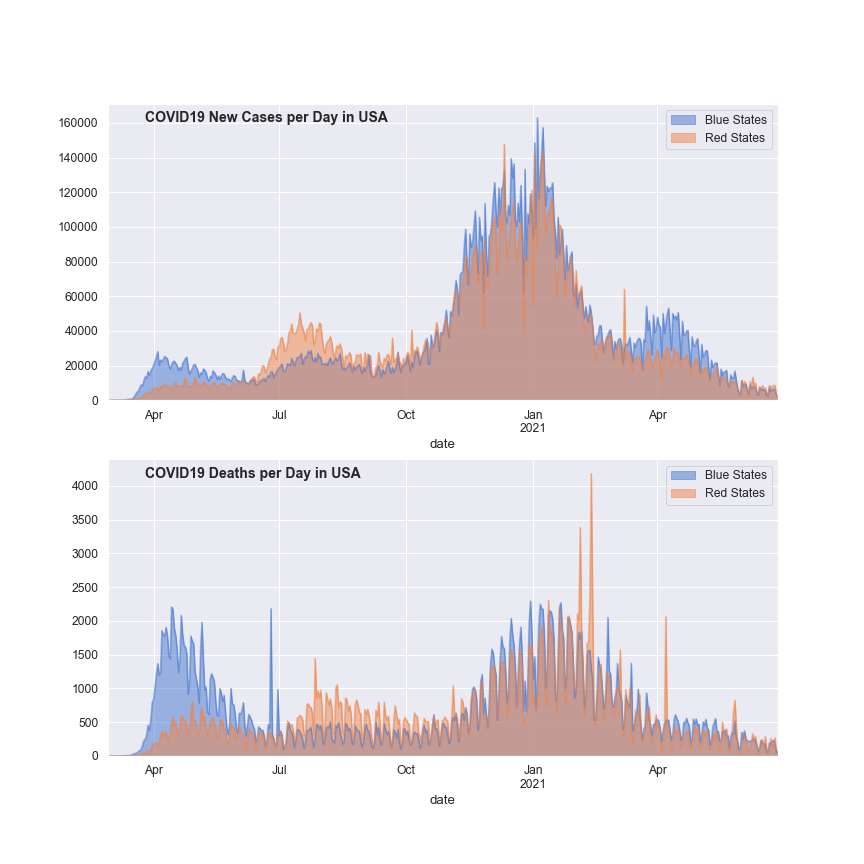 COVID19 New Cases per Day in USA
Blue States
Red States
160000
140000
120000
100000
80000
60000
40000
20000
0
Apr Jul Oct Jan Apr
2021
date
COVID19 Deaths per Day in USA
Blue States
Red States
4000
3500
3000
2500
2000
1500
1000
500
0
Apr Jul Oct Jan Apr
2021
date